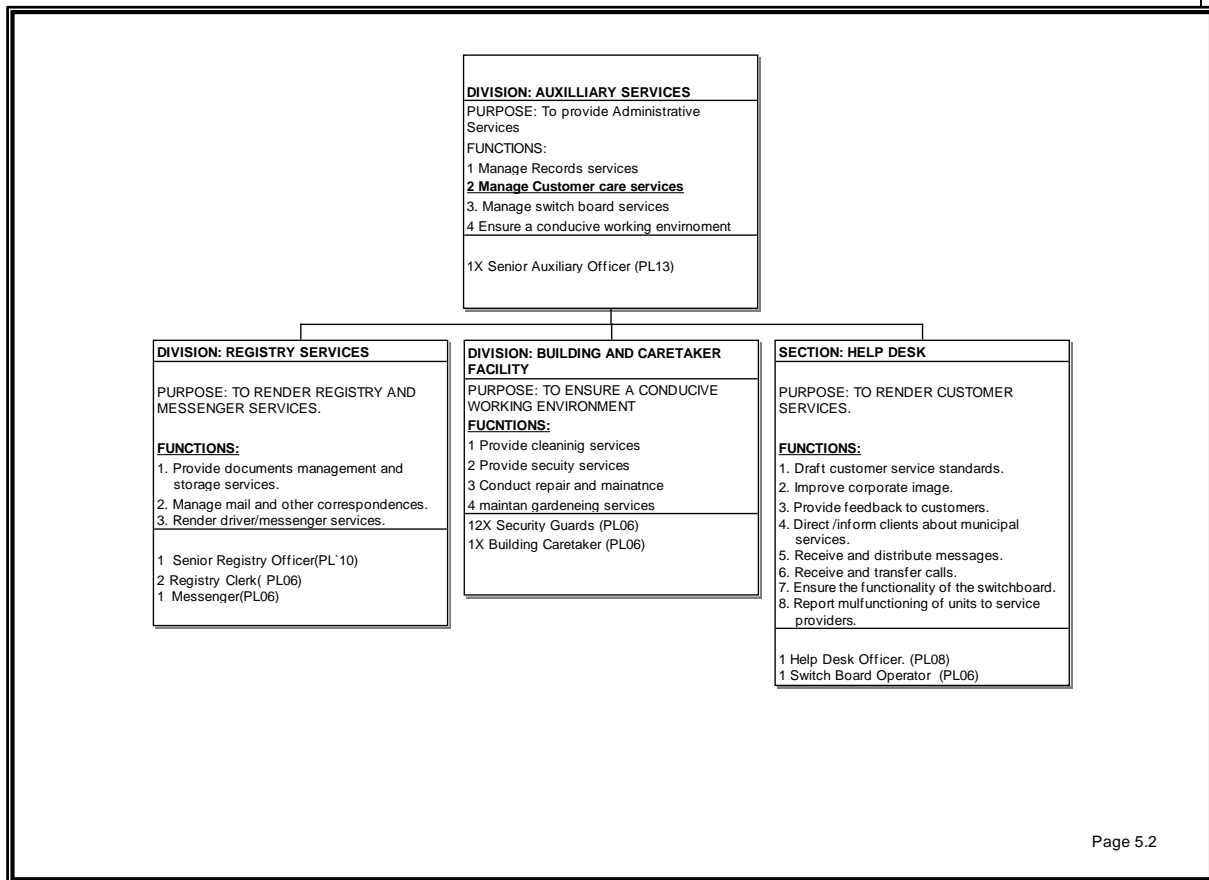 DIVISION: AUXILLIARY SERVICES
PURPOSE: To provide Administrative
Services
FUNCTIONS:
1 Manage Records services
2 Manage Customer care services
3. Manage switch board services
4 Ensure a conducive working envirnoment
1X Senior Auxiliary Officer (PL13)
DIVISION: REGISTRY SERVICES
PURPOSE: TO RENDER REGISTRY AND
MESSENGER SERVICES.
FUNCTIONS:
1. Provide documents management and
storage services.
2. Manage mail and other correspondences.
3. Render driver/messenger services.
1 Senior Registry Officer(PL`10)
2 Registry Clerk( PL06)
1 Messenger(PL06)
DIVISION: BUILDING AND CARETAKER
FACILITY
PURPOSE: TO ENSURE A CONDUCIVE
WORKING ENVIRONMENT
FUCNTIONS:
1 Provide cleaninig services
2 Provide secuity services
3 Conduct repair and mainatnce
4 maintan gardeneing services
12X Security Guards (PL06)
1X Building Caretaker (PL06)
SECTION: HELP DESK
PURPOSE: TO RENDER CUSTOMER
SERVICES.
FUNCTIONS:
1. Draft customer service standards.
2. Improve corporate image.
3. Provide feedback to customers.
4. Direct /inform clients about municipal
services.
5. Receive and distribute messages.
6. Receive and transfer calls.
7. Ensure the functionality of the switchboard.
8. Report mulfunctioning of units to service
providers.
1 Help Desk Officer. (PL08)
1 Switch Board Operator (PL06)
Page 5.2